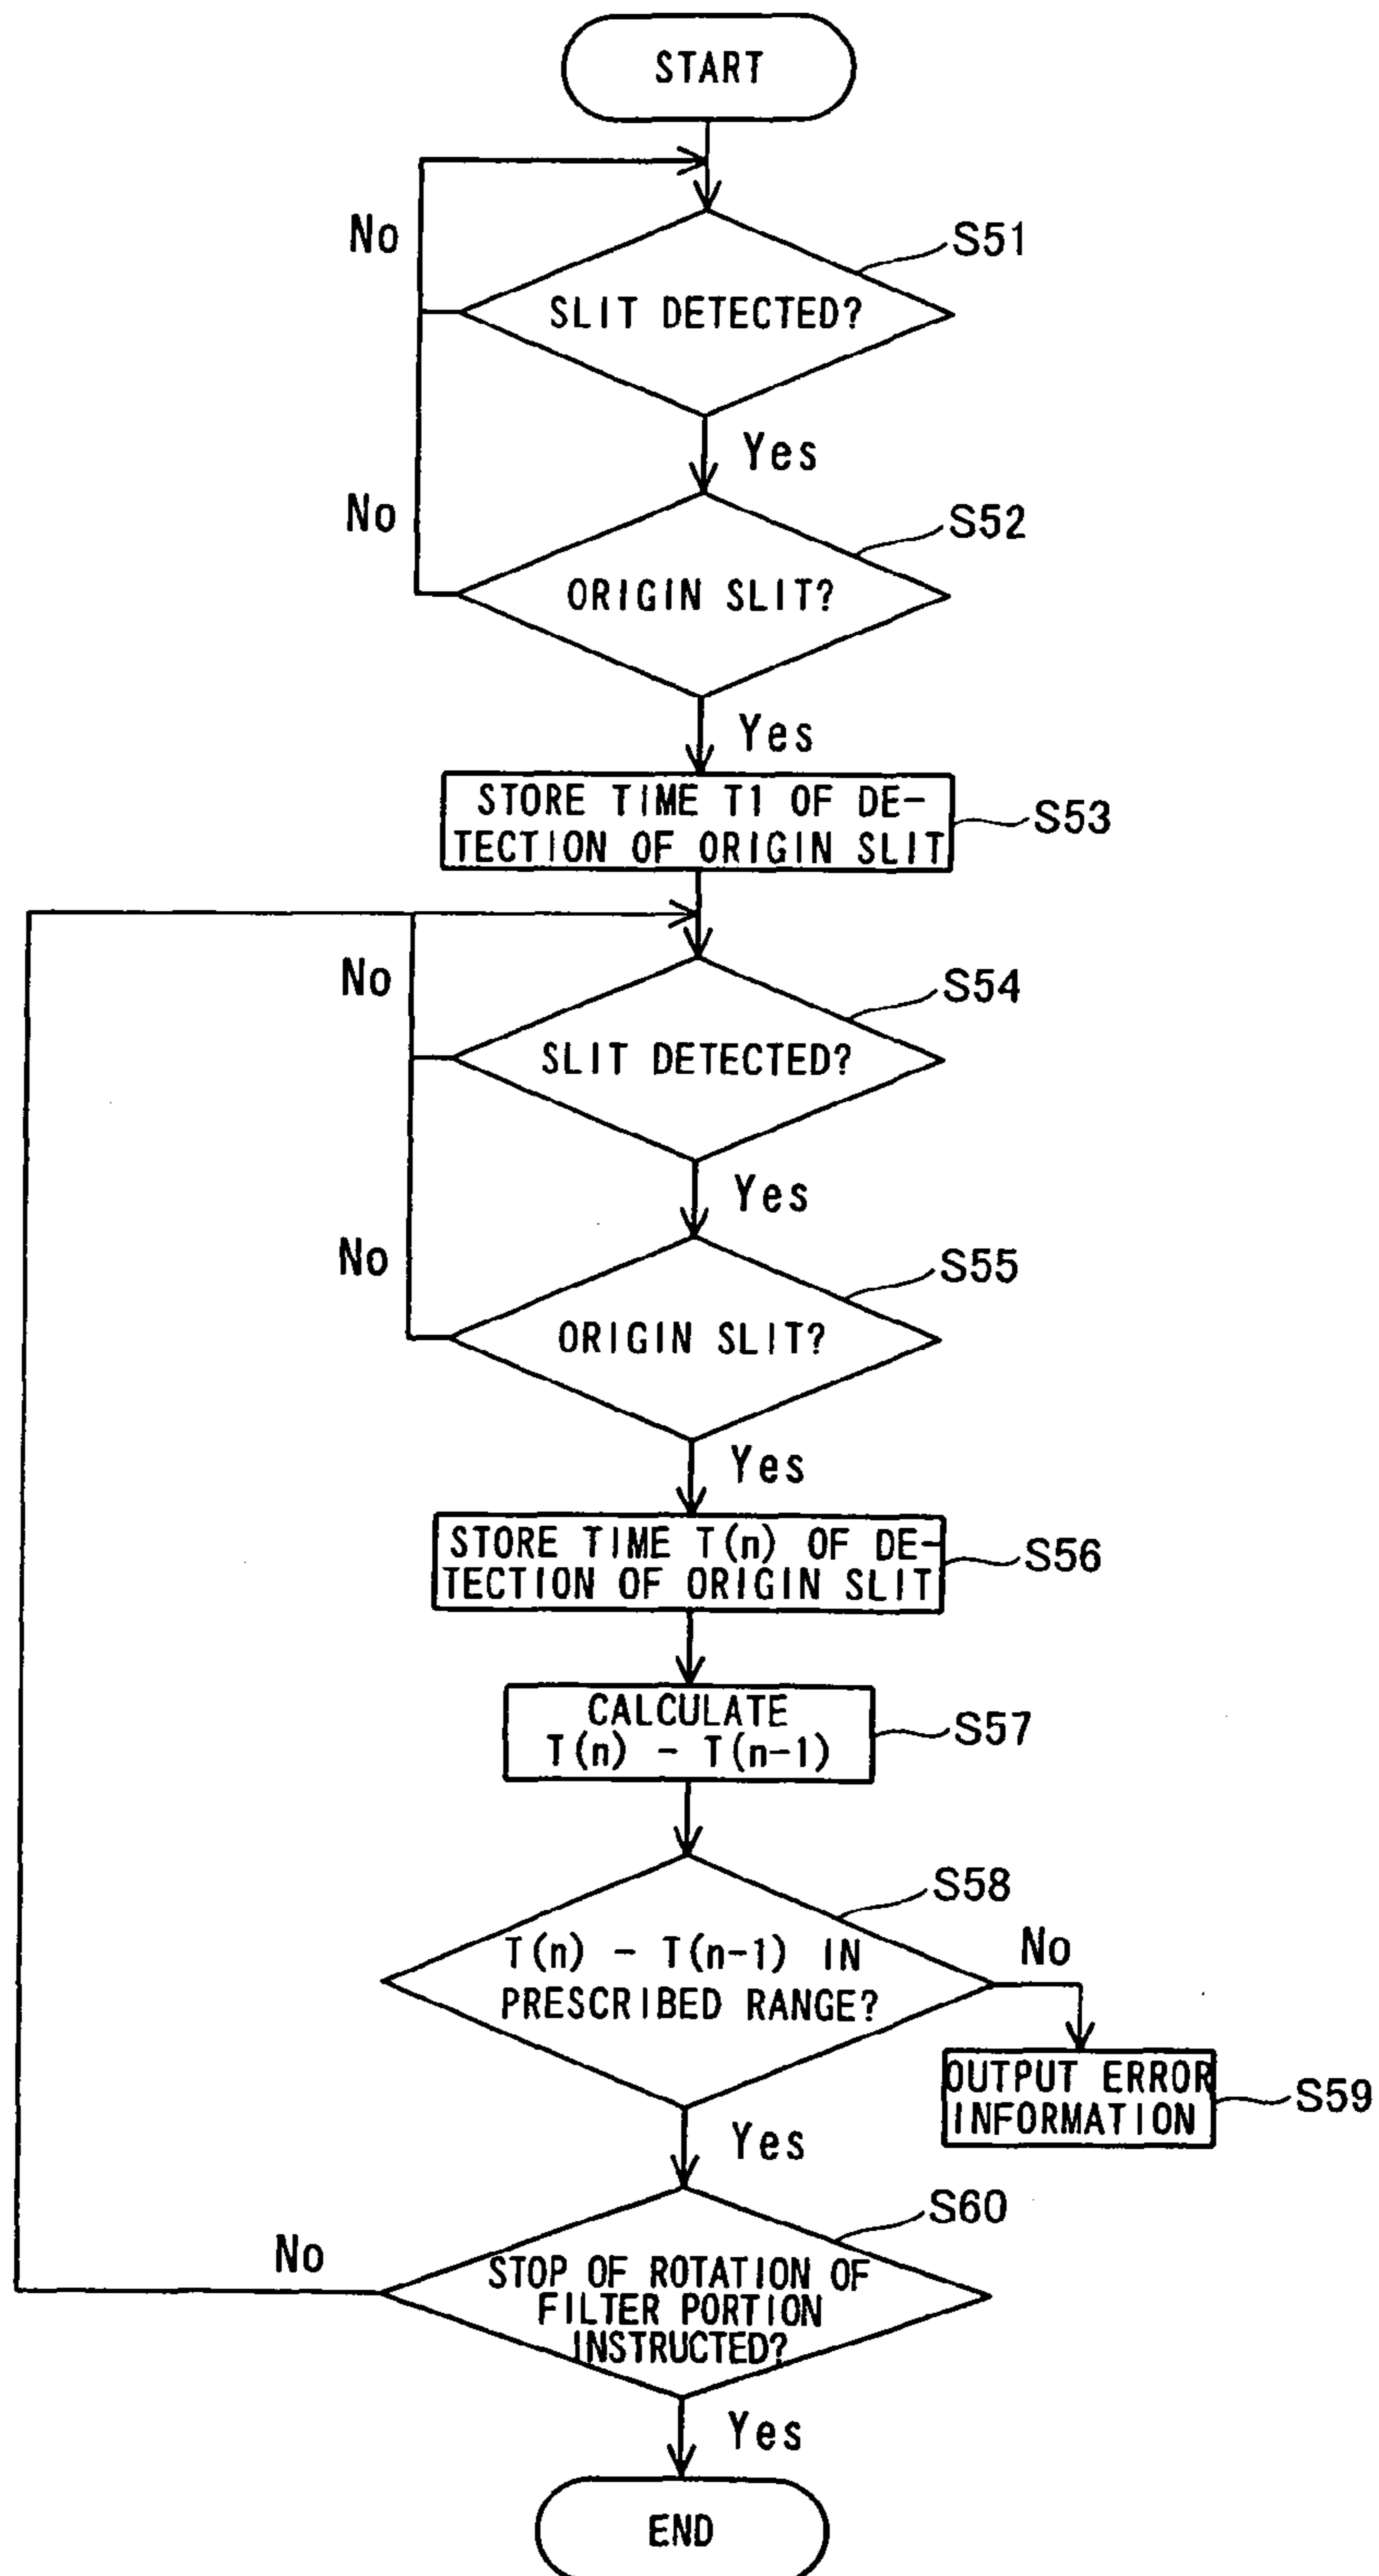 START
No
S51
SLIT DETECTED?
Yes
No
S52
ORIGIN SLIT?
Yes
STORE TIME T1 OF DE-
TECTION OF ORIGIN SLIT
S53
No
S54
SLIT DETECTED?
Yes
No
S55
ORIGIN SLIT?
Yes
STORE TIME T(n) OF DE-
TECTION OF ORIGIN SLIT
S56
CALCULATE
T(n) - T(n-1)
S57
S58
T(n) - T(n-1) IN
PRESCRIBED RANGE?
No
OUTPUT ERROR
INFORMATION
S59
Yes
S60
No
STOP OF ROTATION OF
FILTER PORTION
INSTRUCTED?
Yes
END